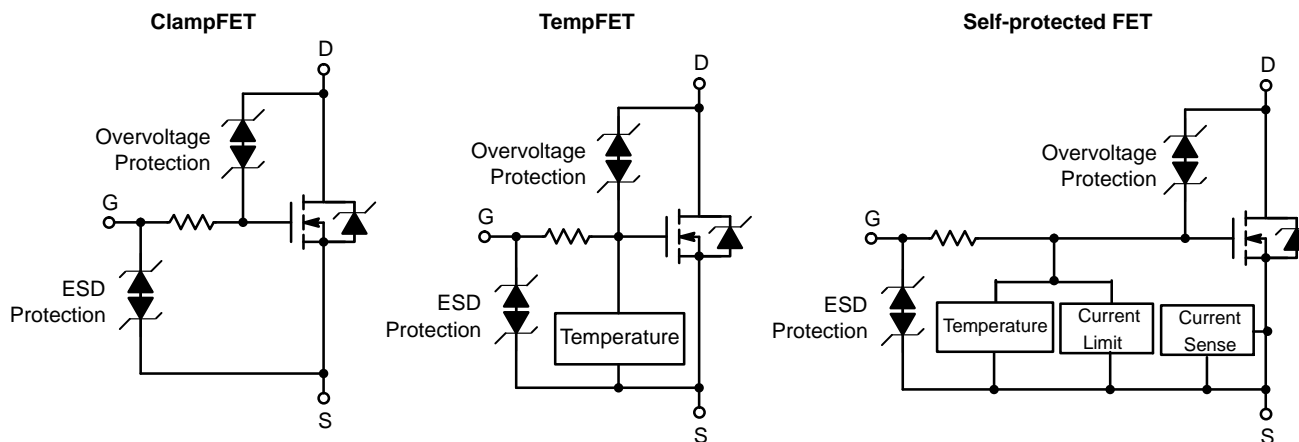 ClampFET
D
Overvoltage
Protection
G
ESD
Protection
S
TempFET
D
Overvoltage
Protection
G
ESD
Protection
Temperature
S
Self-protected FET
D
Overvoltage
Protection
G
ESD
Protection
Temperature
Current
Limit
Current
Sense
S